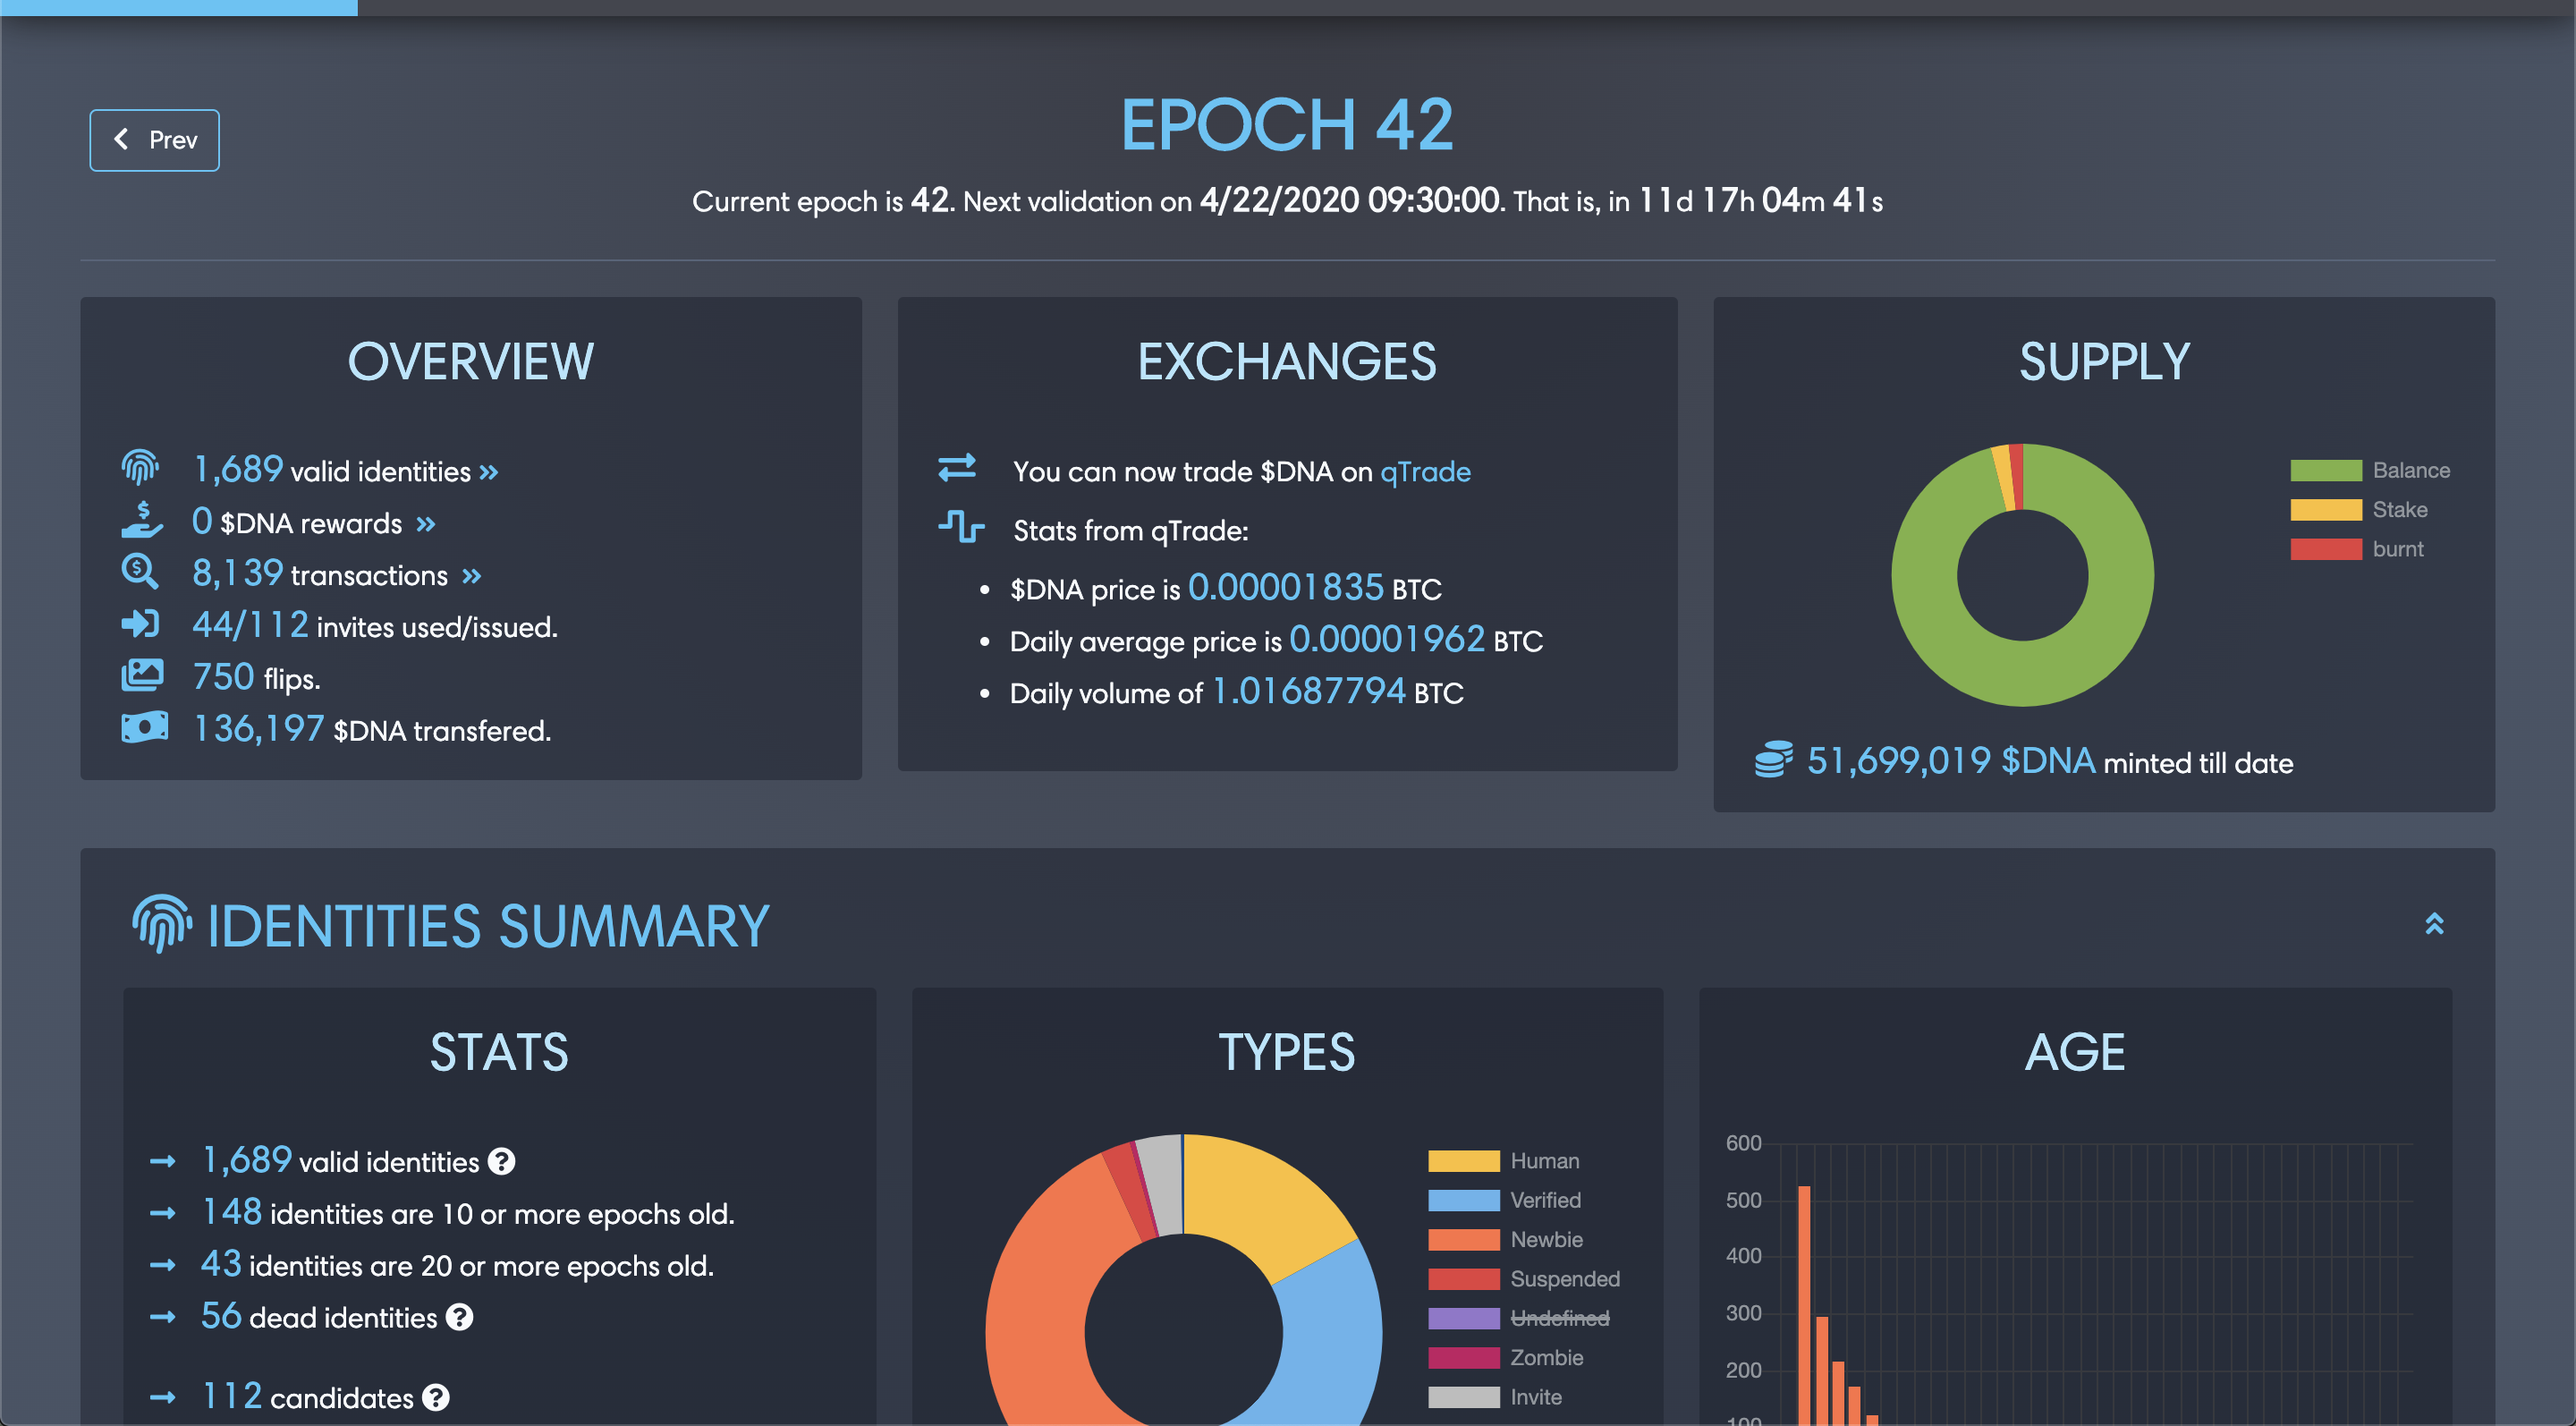 Prev
EPOCH 42
Current epoch is 42. Next validation on 4/22/2020 09:30:00. That is, in 11d 17h 04m 41s
OVERVIEW
1,689 valid identities »
0 $DNA rewards »
8,139 transactions »
44/112 invites used/issued.
750 flips.
136,197 $DNA transfered.
EXCHANGES
You can now trade $DNA on qTrade
Stats from qTrade:
• $DNA price is 0.00001835 BTC
• Daily average price is 0.00001962 BTC
• Daily volume of 1.01687794 BTC
SUPPLY
Balance
Stake
burnt
51,699,019 $DNA minted till date
IDENTITIES SUMMARY
STATS
1,689 valid identities ?
148 identities are 10 or more epochs old.
43 identities are 20 or more epochs old.
56 dead identities ?
112 candidates ?
TYPES
Human
Verified
Newbie
Suspended
Undefined
Zombie
Invite
AGE
600
500
400
300
200
100